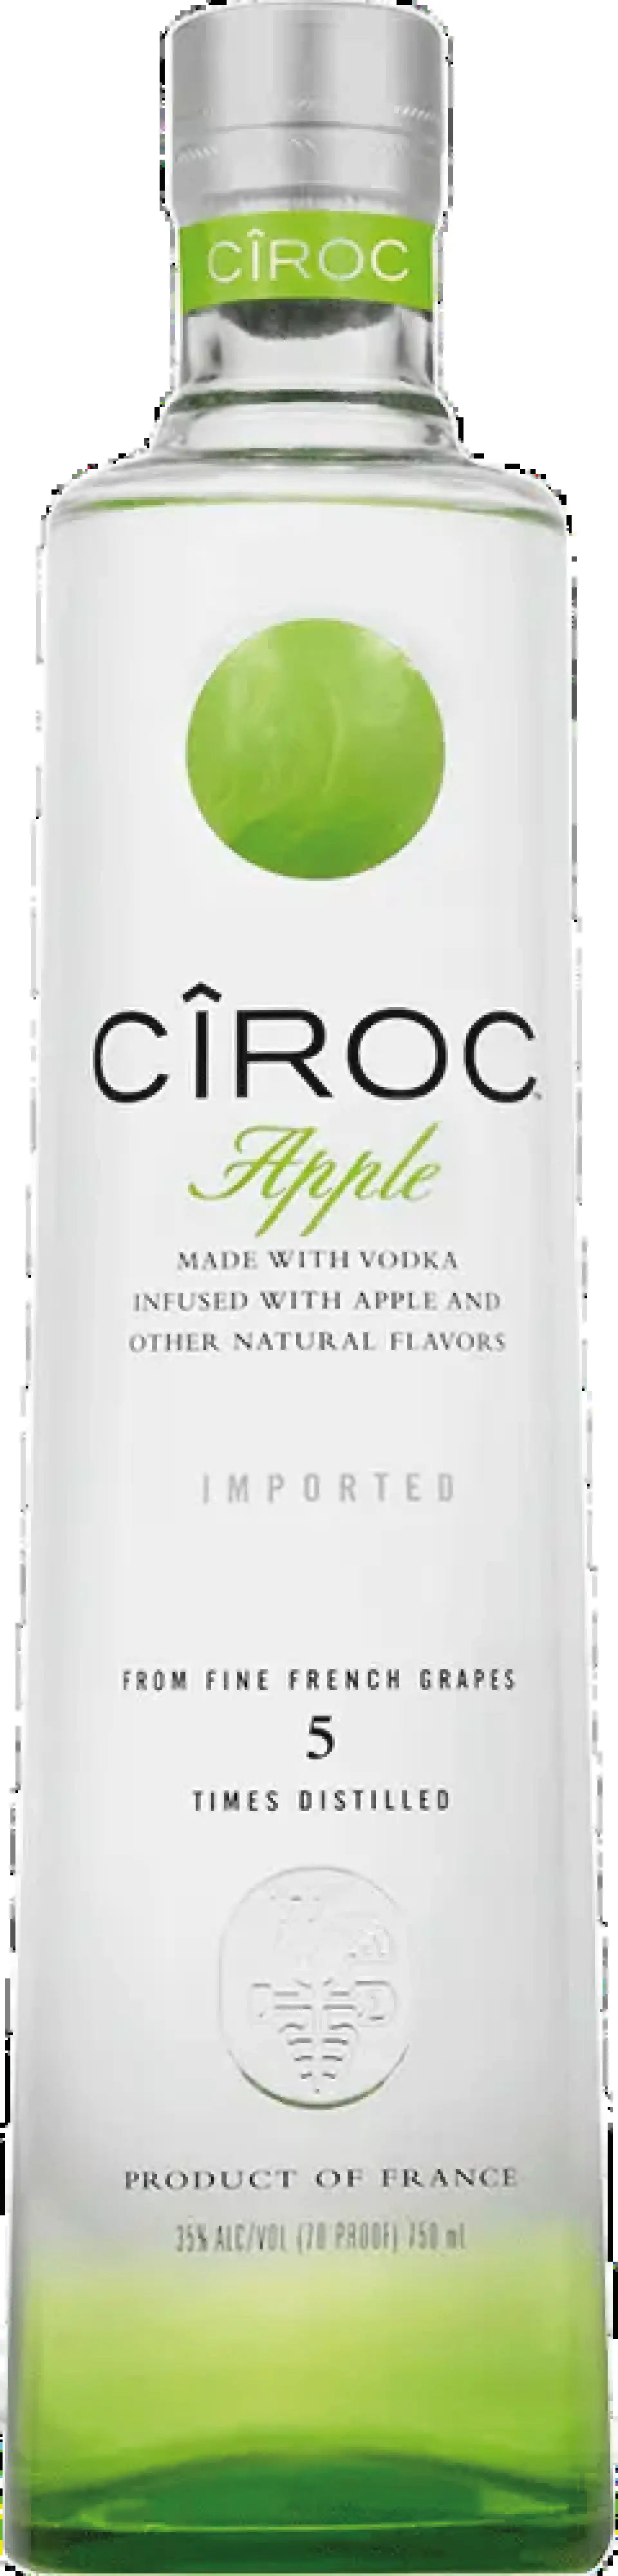 CÎROC
CÎROC
Apple
MADE WITH VODKA
INFUSED WITH APPLE AND
OTHER NATURAL FLAVORS
IMPORTED
FROM FINE FRENCH GRAPES
5
TIMES DISTILLED
PRODUCT OF FRANCE
35% ALC/VOL (70 PROOF) 750 mL